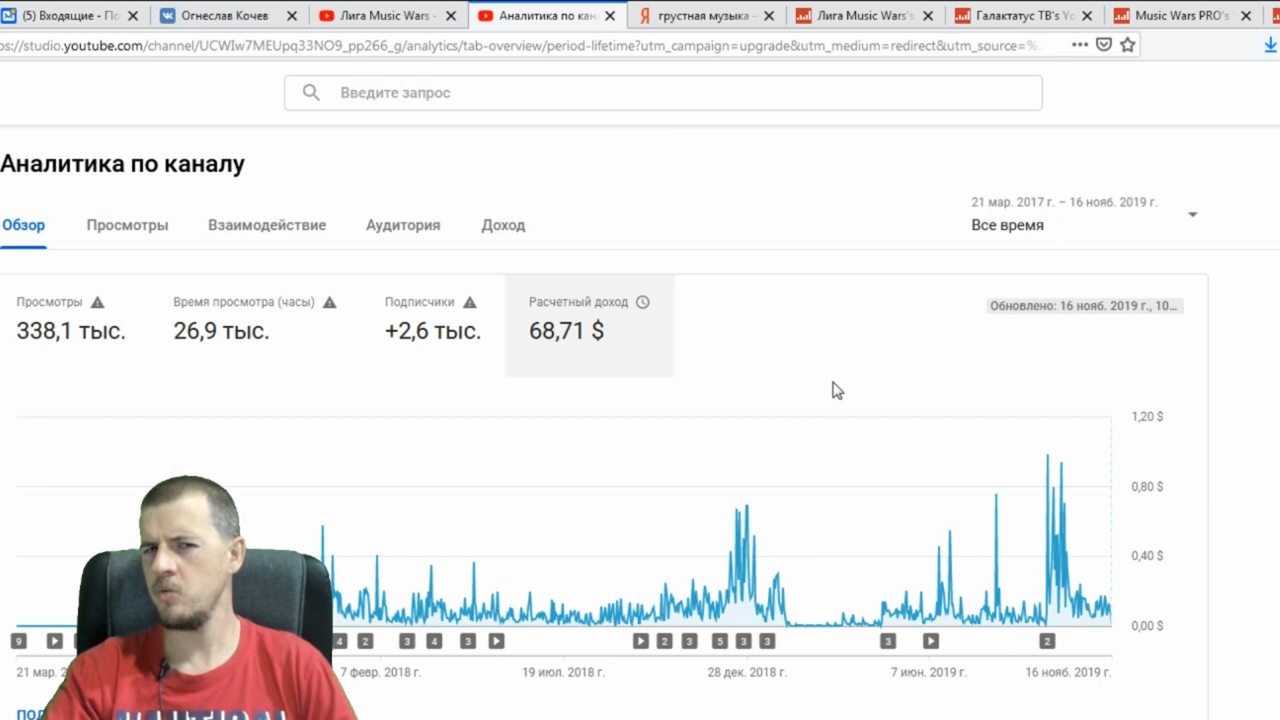 (5) Входящие - По
Огнеслав Кочев
Лига Music Wars -
Аналитика по кан
грустная музыка -
Лига Music Wars's
Галактатус ТВ's Yo
Music Wars PRO's
ps://studio.youtube.com/channel/UCWIw7MEUpq33NO9_pp266_g/analytics/tab-overview/period-lifetime?utm_campaign=upgrade&utm_medium=redirect&utm_source=%
Введите запрос
Аналитика по каналу
21 мар. 2017 г. – 16 нояб. 2019 г.
Все время
Обзор
Просмотры
Взаимодействие
Аудитория
Доход
Просмотры
Время просмотра (часы)
Подписчики
Расчетный доход
Обновлено: 16 нояб. 2019 г., 10...
338,1 тыс.
26,9 тыс.
+2,6 тыс.
68,71 $
1,20 $
0,80 $
0,40 $
0,00 $
9
4
2
3
4
3
2
3
5
3
3
3
2
21 мар. 2
7 февр. 2018 г.
19 июл. 2018 г.
28 дек. 2018 г.
7 июн. 2019 г.
16 нояб. 2019 г.
ПОД